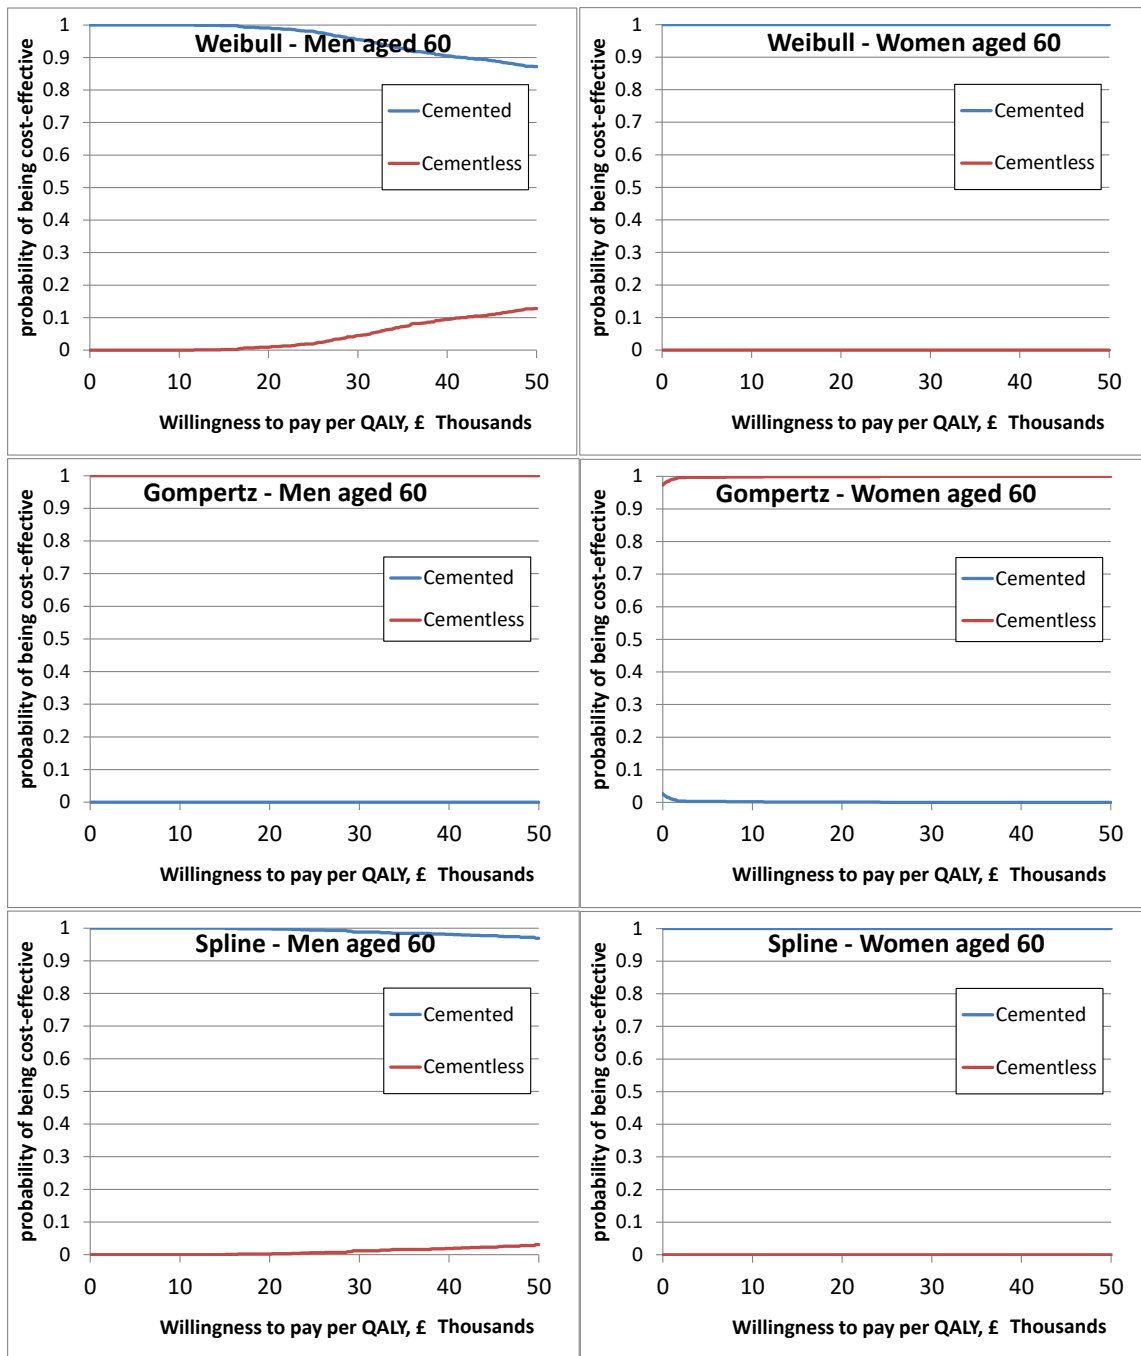 Weibull - Men aged 60
probability of being cost-effective
1
0.9
0.8
0.7
0.6
0.5
0.4
0.3
0.2
0.1
0
Cemented
Cementless
0 10 20 30 40 50
Willingness to pay per QALY, £ Thousands
Weibull - Women aged 60
probability of being cost-effective
1
0.9
0.8
0.7
0.6
0.5
0.4
0.3
0.2
0.1
0
Cemented
Cementless
0 10 20 30 40 50
Willingness to pay per QALY, £ Thousands
Gompertz - Men aged 60
probability of being cost-effective
1
0.9
0.8
0.7
0.6
0.5
0.4
0.3
0.2
0.1
0
Cemented
Cementless
0 10 20 30 40 50
Willingness to pay per QALY, £ Thousands
Gompertz - Women aged 60
probability of being cost-effective
1
0.9
0.8
0.7
0.6
0.5
0.4
0.3
0.2
0.1
0
Cemented
Cementless
0 10 20 30 40 50
Willingness to pay per QALY, £ Thousands
Spline - Men aged 60
probability of being cost-effective
1
0.9
0.8
0.7
0.6
0.5
0.4
0.3
0.2
0.1
0
Cemented
Cementless
0 10 20 30 40 50
Willingness to pay per QALY, £ Thousands
Spline - Women aged 60
probability of being cost-effective
1
0.9
0.8
0.7
0.6
0.5
0.4
0.3
0.2
0.1
0
Cemented
Cementless
0 10 20 30 40 50
Willingness to pay per QALY, £ Thousands